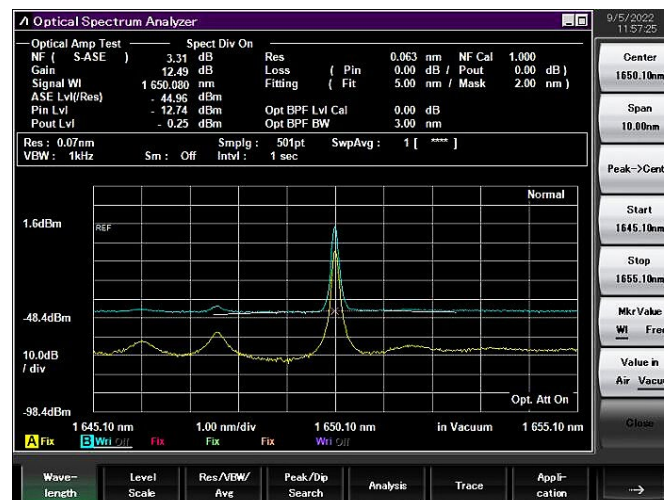 Λ Optical Spectrum Analyzer
9/5/2022
11:57:25
Optical Amp Test Spect Div On
NF ( S-ASE ) 3.31 dB Res 0.063 nm NF Cal 1.000
Gain 12.49 dB Loss ( Pin 0.00 dB / Pout 0.00 dB )
Signal Wl 1 650.080 nm Fitting ( Fit 5.00 nm / Mask 2.00 nm )
ASE Lvl(/Res) - 44.96 dBm
Pin Lvl - 12.74 dBm Opt BPF Lvl Cal 0.00 dB
Pout Lvl - 0.25 dBm Opt BPF BW 3.00 nm
Res : 0.07nm Smplg : 501pt SwpAvg : 1 [ **** ]
VBW : 1kHz Sm : Off Intvl : 1 sec
Normal
1.6dBm
REF
-48.4dBm
10.0dB
/ div
Opt. Att On
-98.4dBm
1 645.10 nm 1.00 nm/div 1 650.10 nm in Vacuum 1 655.10 nm
A Fix B Wri Off Fix Fix Fix Wri Off
Center
1650.10nm
Span
10.00nm
Peak->Cent
Start
1645.10nm
Stop
1655.10nm
Mkr Value
Wl Fre
Value in
Air Vacu
Close
Wave-
length
Level
Scale
Res/VBW/
Avg
Peak/Dip
Search
Analysis
Trace
Appli-
cation